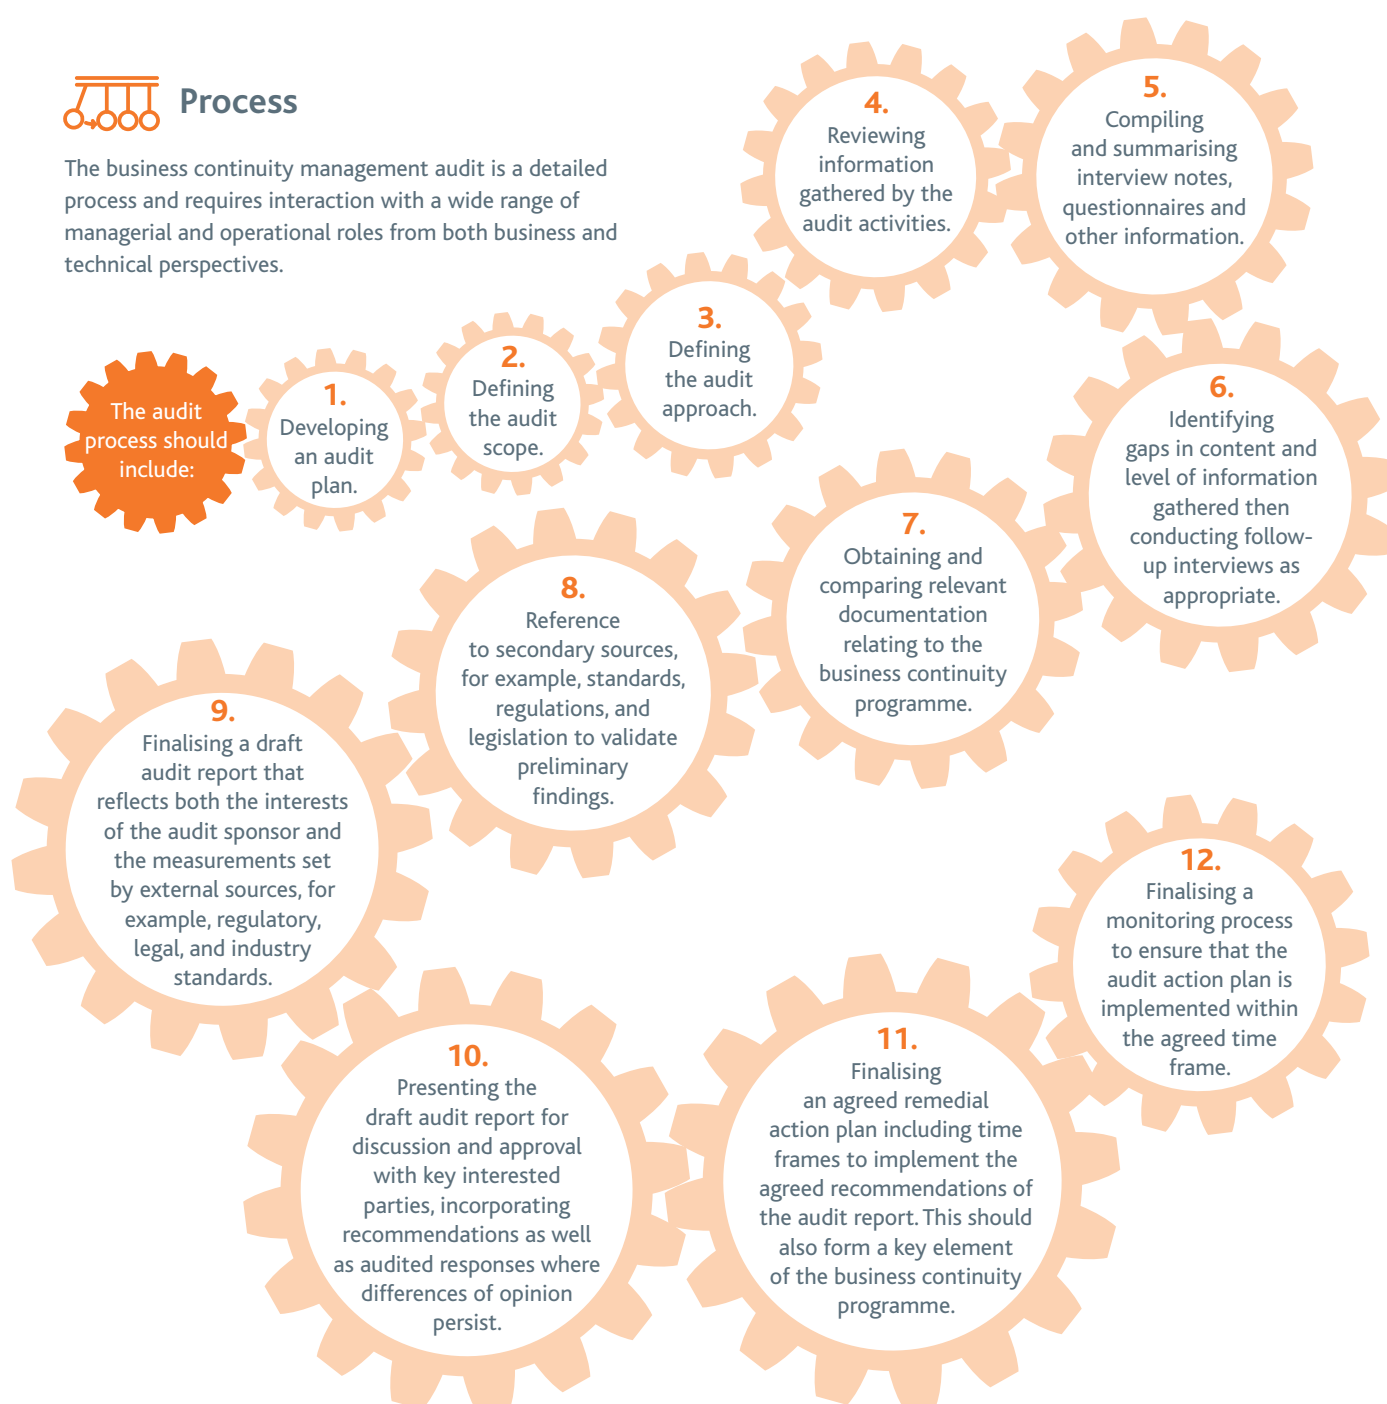 Process
The business continuity management audit is a detailed
process and requires interaction with a wide range of
managerial and operational roles from both business and
technical perspectives.
The audit
process should
include:
1.
Developing
an audit
plan.
2.
Defining
the audit
scope.
3.
Defining
the audit
approach.
4.
Reviewing
information
gathered by the
audit activities.
5.
Compiling
and summarising
interview notes,
questionnaires and
other information.
6.
Identifying
gaps in content and
level of information
gathered then
conducting follow-
up interviews as
appropriate.
7.
Obtaining and
comparing relevant
documentation
relating to the
business continuity
programme.
8.
Reference
to secondary sources,
for example, standards,
regulations, and
legislation to validate
preliminary
findings.
9.
Finalising a draft
audit report that
reflects both the interests
of the audit sponsor and
the measurements set
by external sources, for
example, regulatory,
legal, and industry
standards.
10.
Presenting the
draft audit report for
discussion and approval
with key interested
parties, incorporating
recommendations as well
as audited responses where
differences of opinion
persist.
11.
Finalising
an agreed remedial
action plan including time
frames to implement the
agreed recommendations of
the audit report. This should
also form a key element
of the business continuity
programme.
12.
Finalising a
monitoring process
to ensure that the
audit action plan is
implemented within
the agreed time
frame.